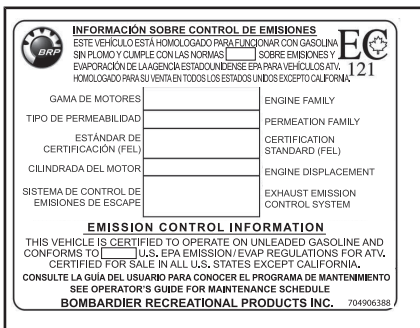 BRP
INFORMACIÓN SOBRE CONTROL DE EMISIONES
ESTE VEHÍCULO ESTÁ HOMOLOGADO PARA FUNCIONAR CON GASOLINA
SIN PLOMO Y CUMPLE CON LAS NORMAS SOBRE EMISIONES Y
EVAPORACIÓN DE LA AGENCIA ESTADOUNIDENSE EPA PARA VEHÍCULOS ATV.
HOMOLOGADO PARA SU VENTA EN TODOS LOS ESTADOS UNIDOS EXCEPTO CALIFORNIA.
EC
121
GAMA DE MOTORES ENGINE FAMILY
TIPO DE PERMEABILIDAD PERMEATION FAMILY
ESTÁNDAR DE CERTIFICATION
CERTIFICACIÓN (FEL) STANDARD (FEL)
CILINDRADA DEL MOTOR ENGINE DISPLACEMENT
SISTEMA DE CONTROL DE EXHAUST EMISSION
EMISIONES DE ESCAPE CONTROL SYSTEM
EMISSION CONTROL INFORMATION
THIS VEHICLE IS CERTIFIED TO OPERATE ON UNLEADED GASOLINE AND
CONFORMS TO U.S. EPA EMISSION/EVAP REGULATIONS FOR ATV.
CERTIFIED FOR SALE IN ALL U.S. STATES EXCEPT CALIFORNIA.
CONSULTE LA GUÍA DEL USUARIO PARA CONOCER EL PROGRAMA DE MANTENIMIENTO
SEE OPERATOR'S GUIDE FOR MAINTENANCE SCHEDULE
BOMBARDIER RECREATIONAL PRODUCTS INC. 704906388